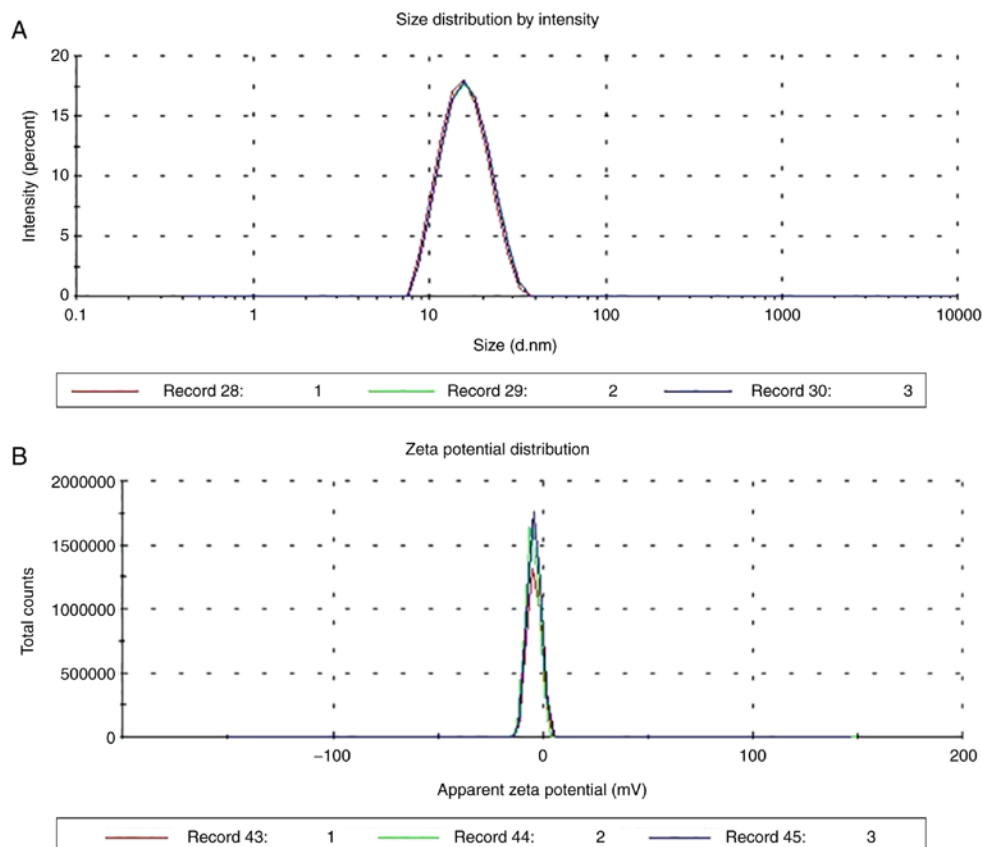 A
Size distribution by intensity
Intensity (percent)
20
15
10
5
0
0.1 1 10 100 1000 10000
Size (d.nm)
Record 28: 1 Record 29: 2 Record 30: 3
B
Zeta potential distribution
Total counts
2000000
1500000
1000000
500000
0
−100 0 100 200
Apparent zeta potential (mV)
Record 43: 1 Record 44: 2 Record 45: 3